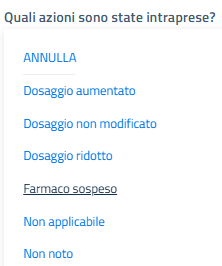 Quali azioni sono state intraprese?
ANNULLA
Dosaggio aumentato
Dosaggio non modificato
Dosaggio ridotto
Farmaco sospeso
Non applicabile
Non noto